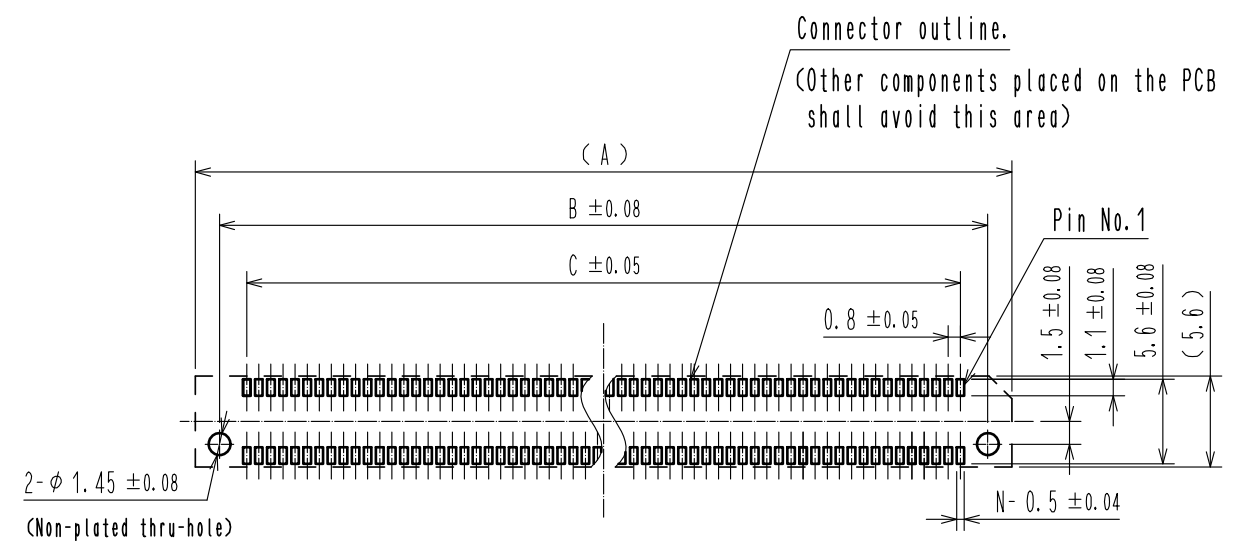 Connector outline.
(Other components placed on the PCB
shall avoid this area)
(A)
B ±0.08
Pin No.1
C ±0.05
0.8 ±0.05
1.5 ±0.08
1.1 ±0.08
5.6 ±0.08
(5.6)
2-φ 1.45 ±0.08
(Non-plated thru-hole)
N- 0.5 ±0.04